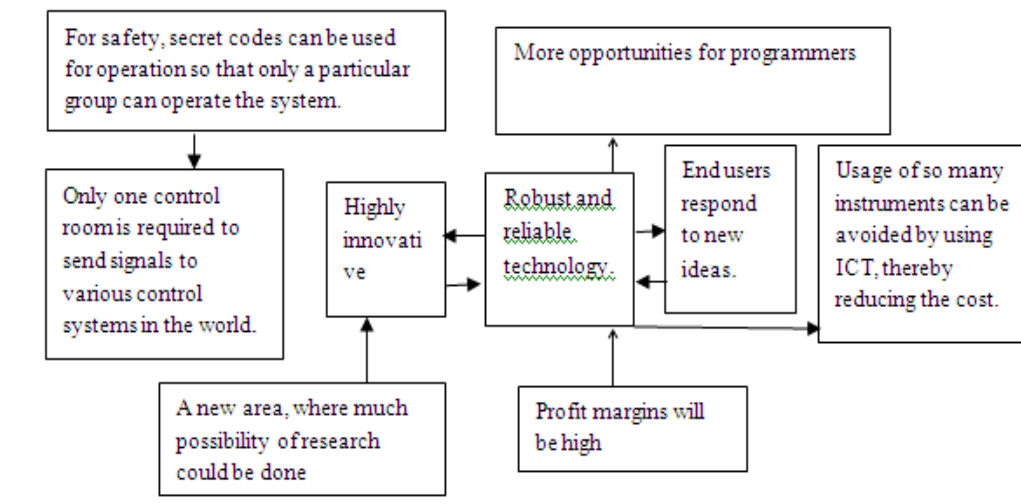 For safety, secret codes can be used
for operation so that only a particular
group can operate the system.
More opportunities for programmers
Only one control
room is required to
send signals to
various control
systems in the world.
Highly
innovati
ve
Robust and
reliable
technology.
End users
respond
to new
ideas.
Usage of so many
instruments can be
avoided by using
ICT, thereby
reducing the cost.
A new area, where much
possibility of research
could be done
Profit margins will
be high